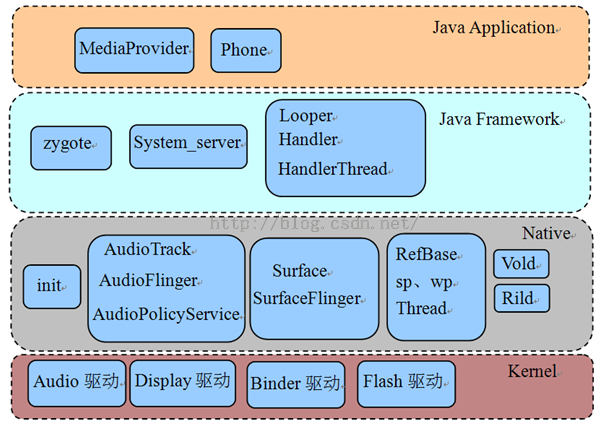 Java Application
MediaProvider
Phone
Java Framework
zygote
System_server
Looper
Handler
HandlerThread
http://blog.csdn.net/
Native
init
AudioTrack
AudioFlinger
AudioPolicyService
Surface
SurfaceFlinger
RefBase
sp、wp
Thread
Vold
Rild
Kernel
Audio 驱动
Display 驱动
Binder 驱动
Flash 驱动